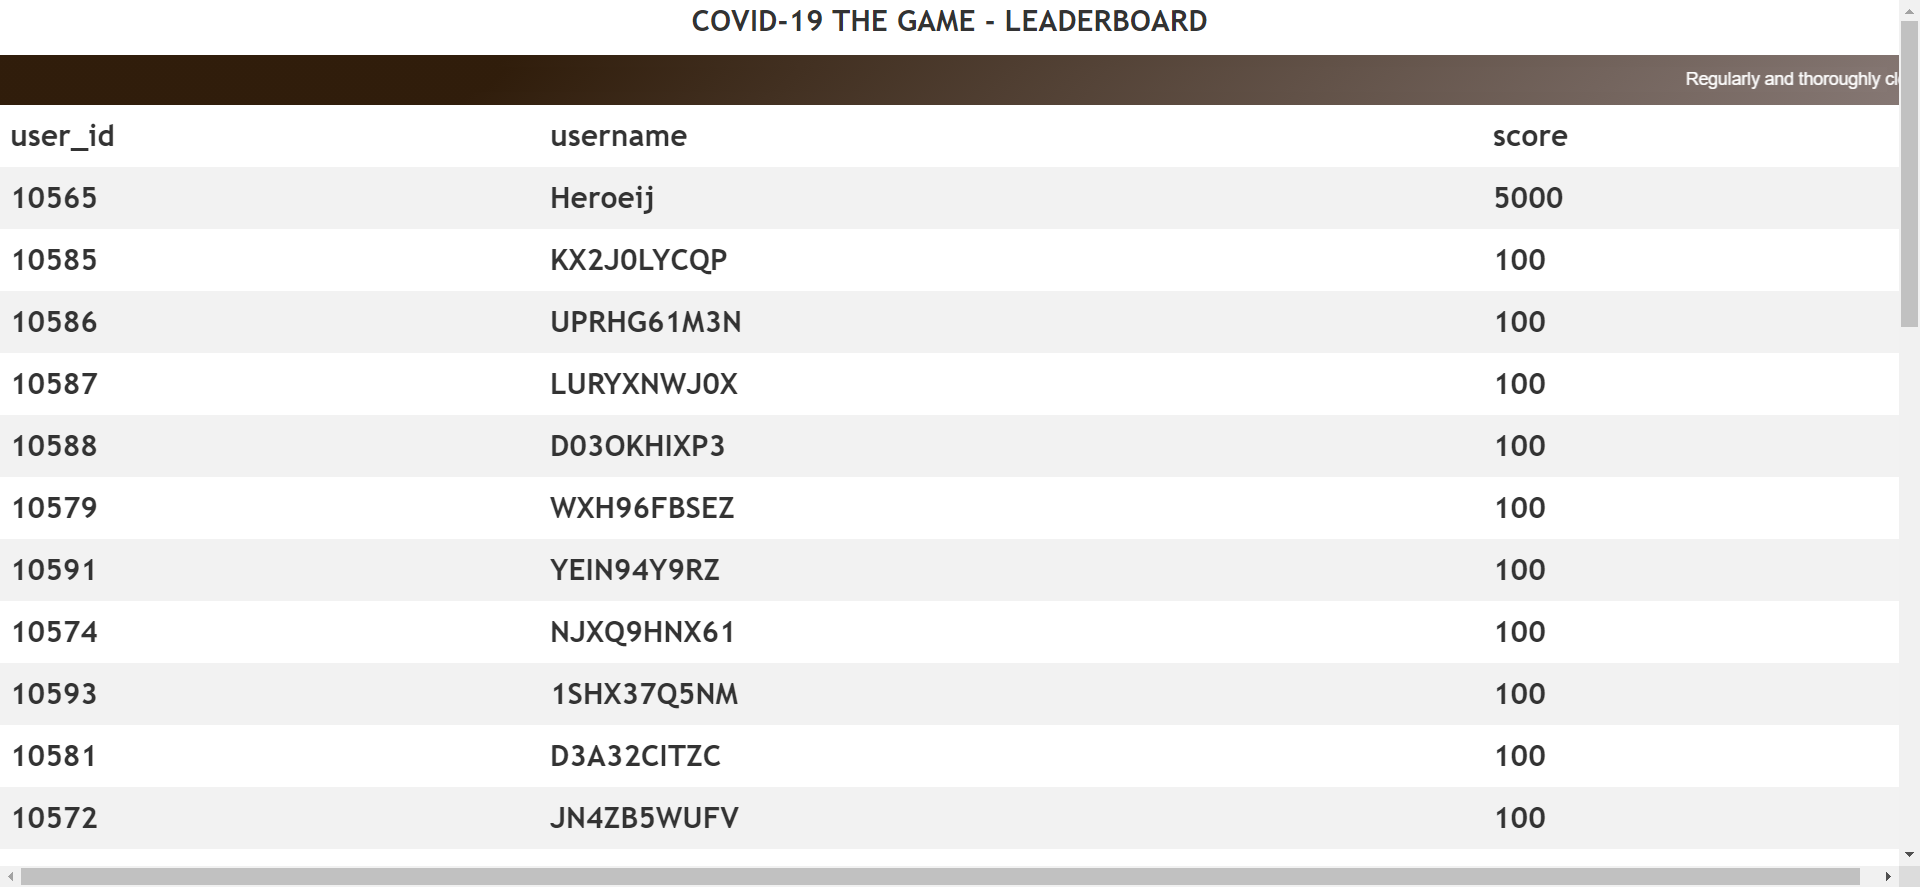 COVID-19 THE GAME - LEADERBOARD
Regularly and thoroughly
user_id username score
10565 Heroeij 5000
10585 KX2J0LYCQP 100
10586 UPRHG61M3N 100
10587 LURYXNWJ0X 100
10588 D03OKHIXP3 100
10579 WXH96FBSEZ 100
10591 YEIN94Y9RZ 100
10574 NJXQ9HNX61 100
10593 1SHX37Q5NM 100
10581 D3A32CITZC 100
10572 JN4ZB5WUFV 100